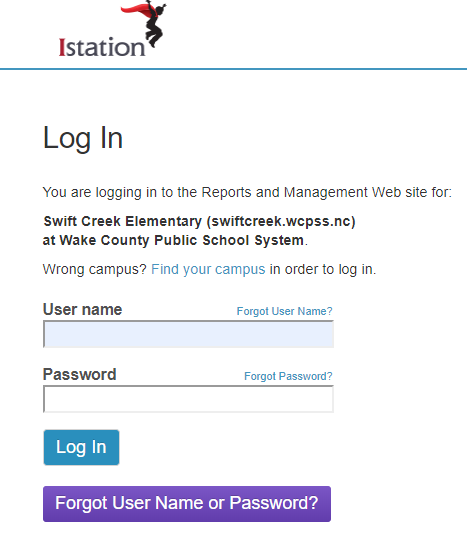 Istation
Log In
You are logging in to the Reports and Management Web site for:
Swift Creek Elementary (swiftcreek.wcpss.nc)
at Wake County Public School System.
Wrong campus? Find your campus in order to log in.
User name Forgot User Name?
Password Forgot Password?
Log In
Forgot User Name or Password?